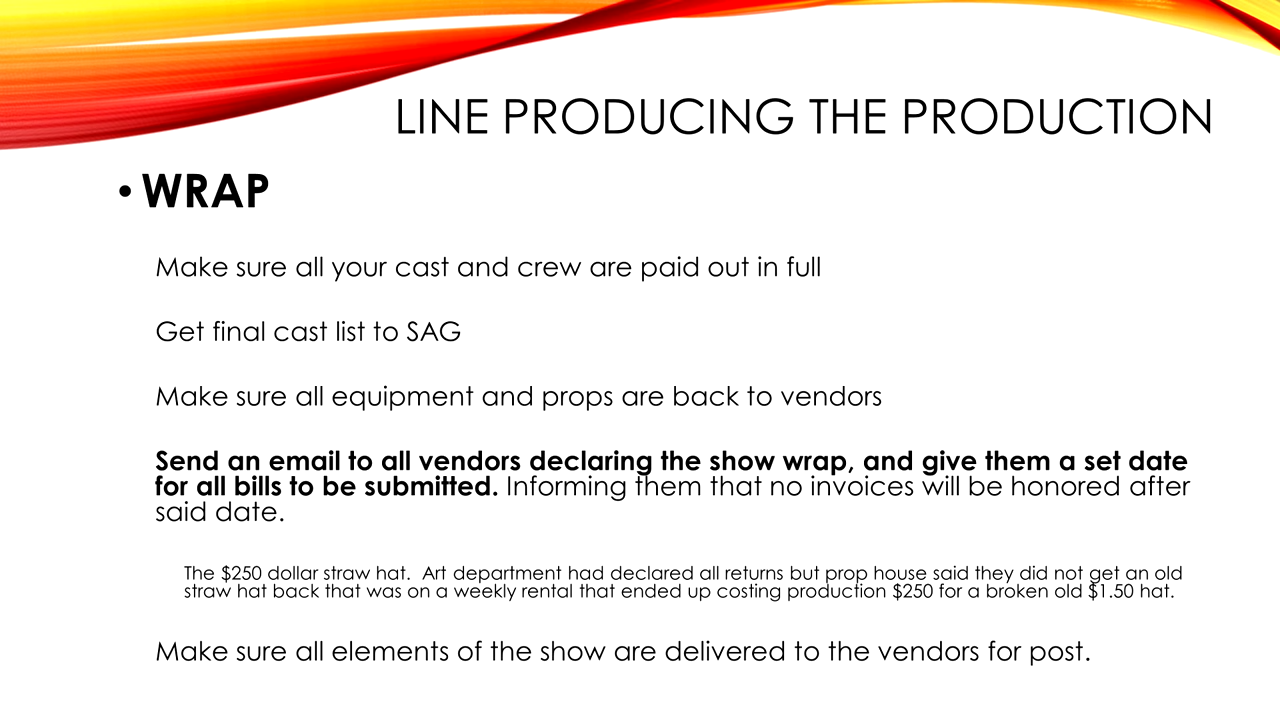 LINE PRODUCING THE PRODUCTION
• WRAP
Make sure all your cast and crew are paid out in full
Get final cast list to SAG
Make sure all equipment and props are back to vendors
Send an email to all vendors declaring the show wrap, and give them a set date
for all bills to be submitted. Informing them that no invoices will be honored after
said date.
The $250 dollar straw hat.  Art department had declared all returns but prop house said they did not get an old
straw hat back that was on a weekly rental that ended up costing production $250 for a broken old $1.50 hat.
Make sure all elements of the show are delivered to the vendors for post.